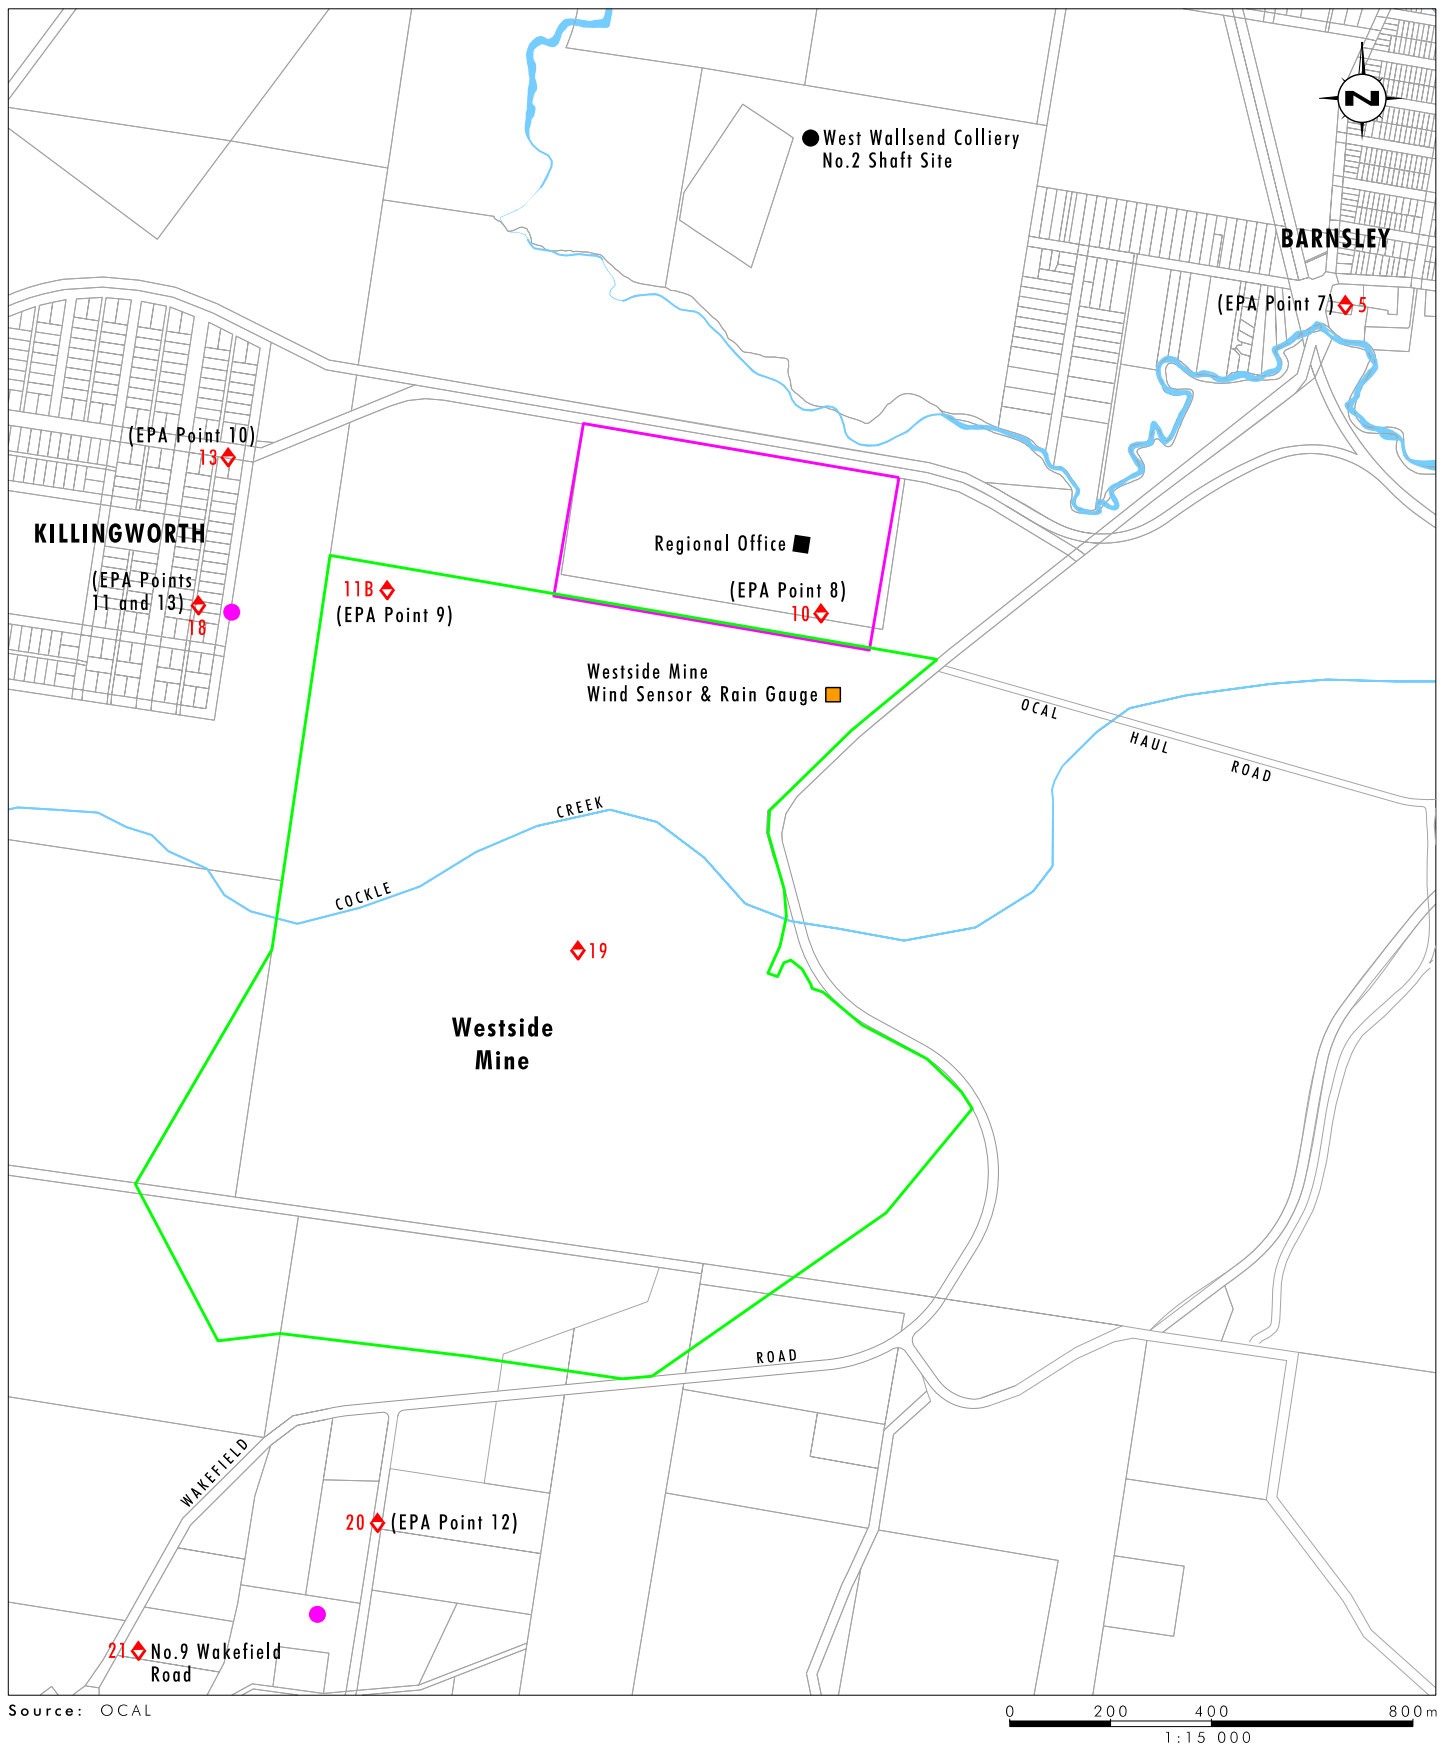 West Wallsend Colliery
No.2 Shaft Site
N
BARNSLEY
(EPA Point 7)
5
(EPA Point 10)
13
KILLINGWORTH
(EPA Points
11 and 13)
18
Regional Office
11B
(EPA Point 9)
(EPA Point 8)
10
Westside Mine
Wind Sensor & Rain Gauge
OCAL
HAUL
ROAD
CREEK
COCKLE
19
Westside
Mine
ROAD
WAKEFIELD
20
(EPA Point 12)
21
No.9 Wakefield
Road
Source: OCAL
0 200 400 800m
1:15 000